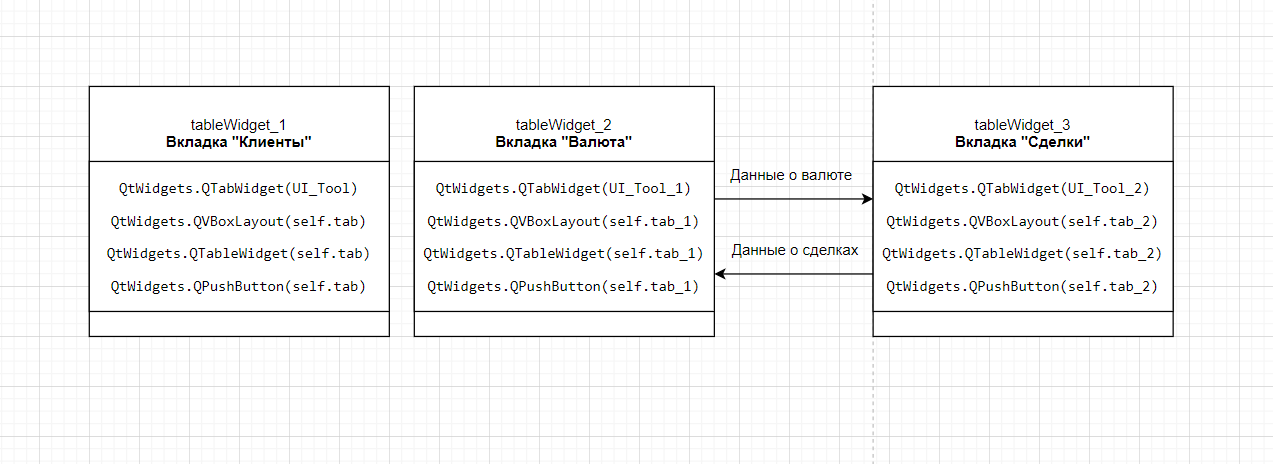 tableWidget_1
Вкладка "Клиенты"
QtWidgets.QTabWidget(UI_Tool)
QtWidgets.QVBoxLayout(self.tab)
QtWidgets.QTableWidget(self.tab)
QtWidgets.QPushButton(self.tab)
tableWidget_2
Вкладка "Валюта"
QtWidgets.QTabWidget(UI_Tool_1)
QtWidgets.QVBoxLayout(self.tab_1)
QtWidgets.QTableWidget(self.tab_1)
QtWidgets.QPushButton(self.tab_1)
Данные о валюте
Данные о сделках
tableWidget_3
Вкладка "Сделки"
QtWidgets.QTabWidget(UI_Tool_2)
QtWidgets.QVBoxLayout(self.tab_2)
QtWidgets.QTableWidget(self.tab_2)
QtWidgets.QPushButton(self.tab_2)